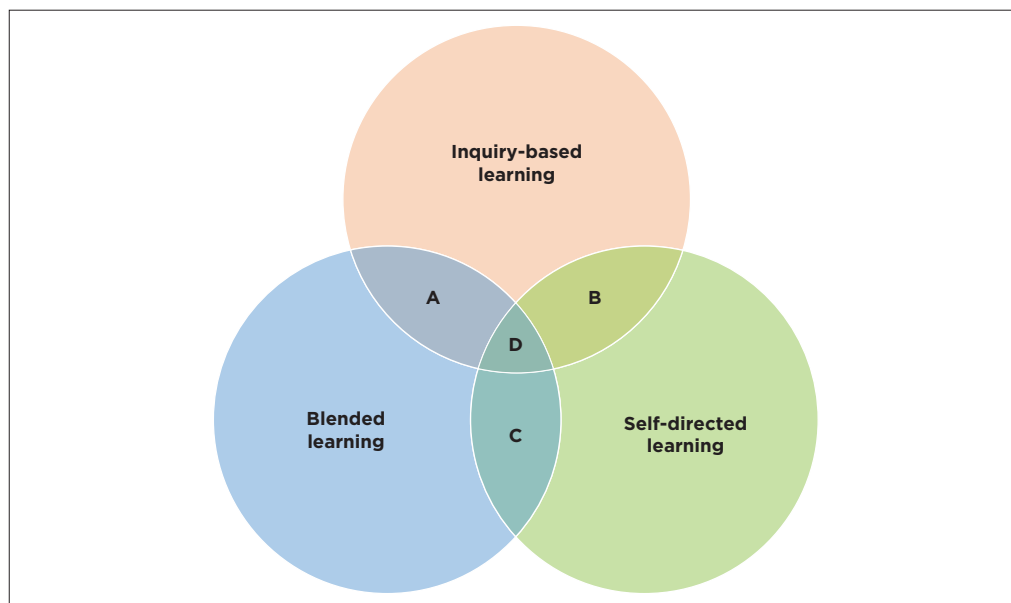 Inquiry-based
learning
A
B
D
Blended
learning
C
Self-directed
learning